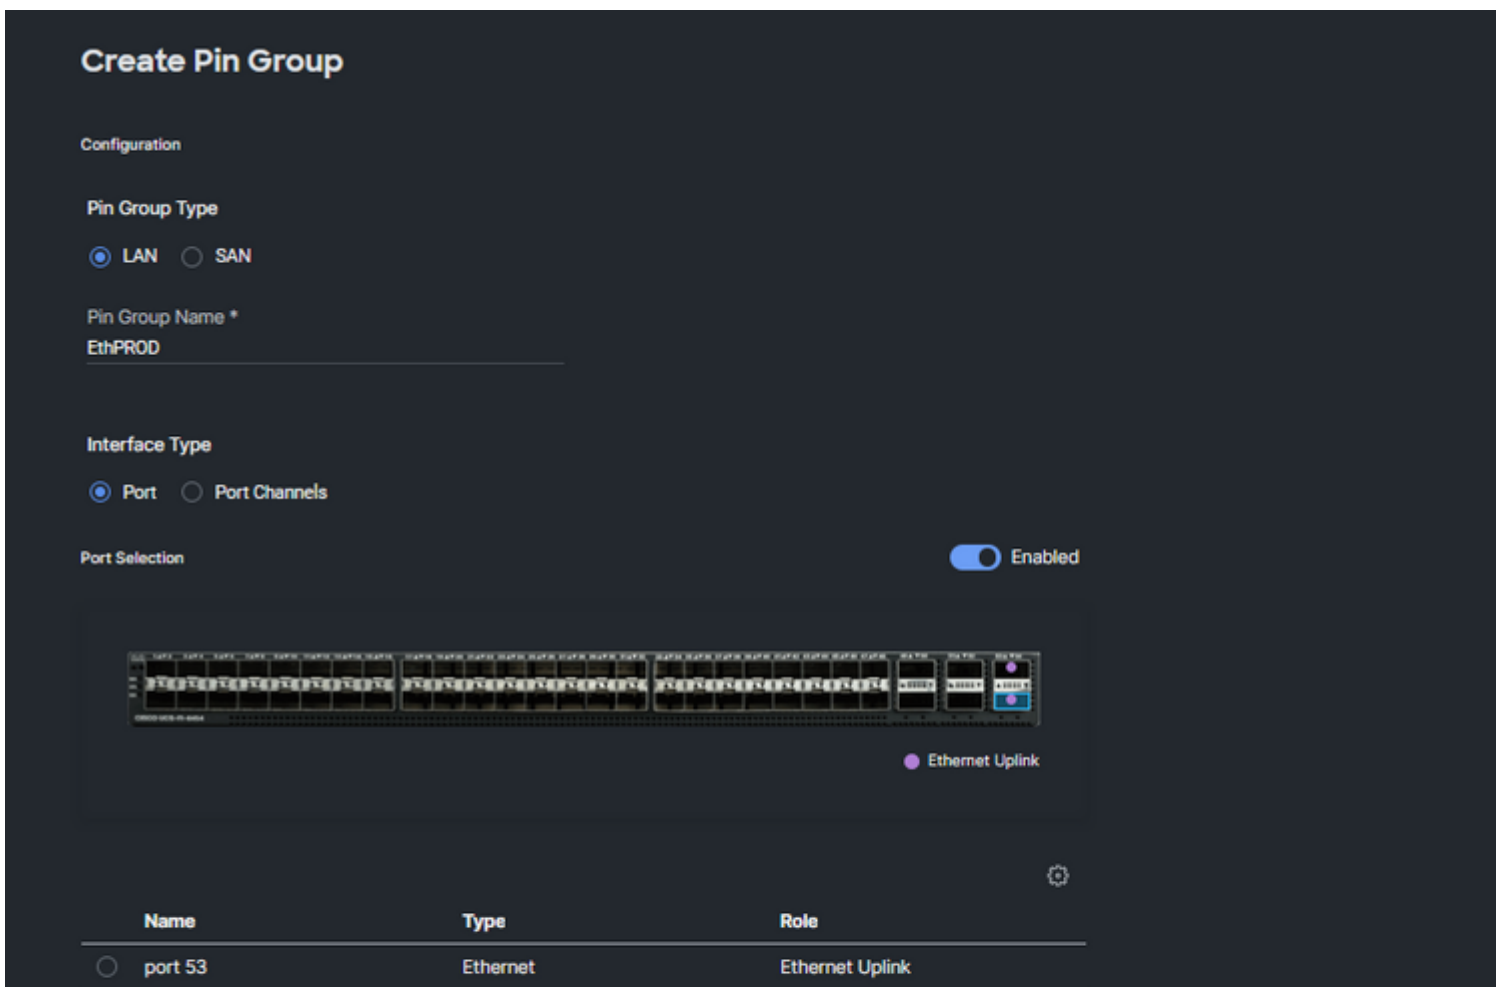 Create Pin Group
Configuration
Pin Group Type
LAN SAN
Pin Group Name *
EthPROD
Interface Type
Port Port Channels
Port Selection Enabled
Ethernet Uplink
Name Type Role
port 53 Ethernet Ethernet Uplink